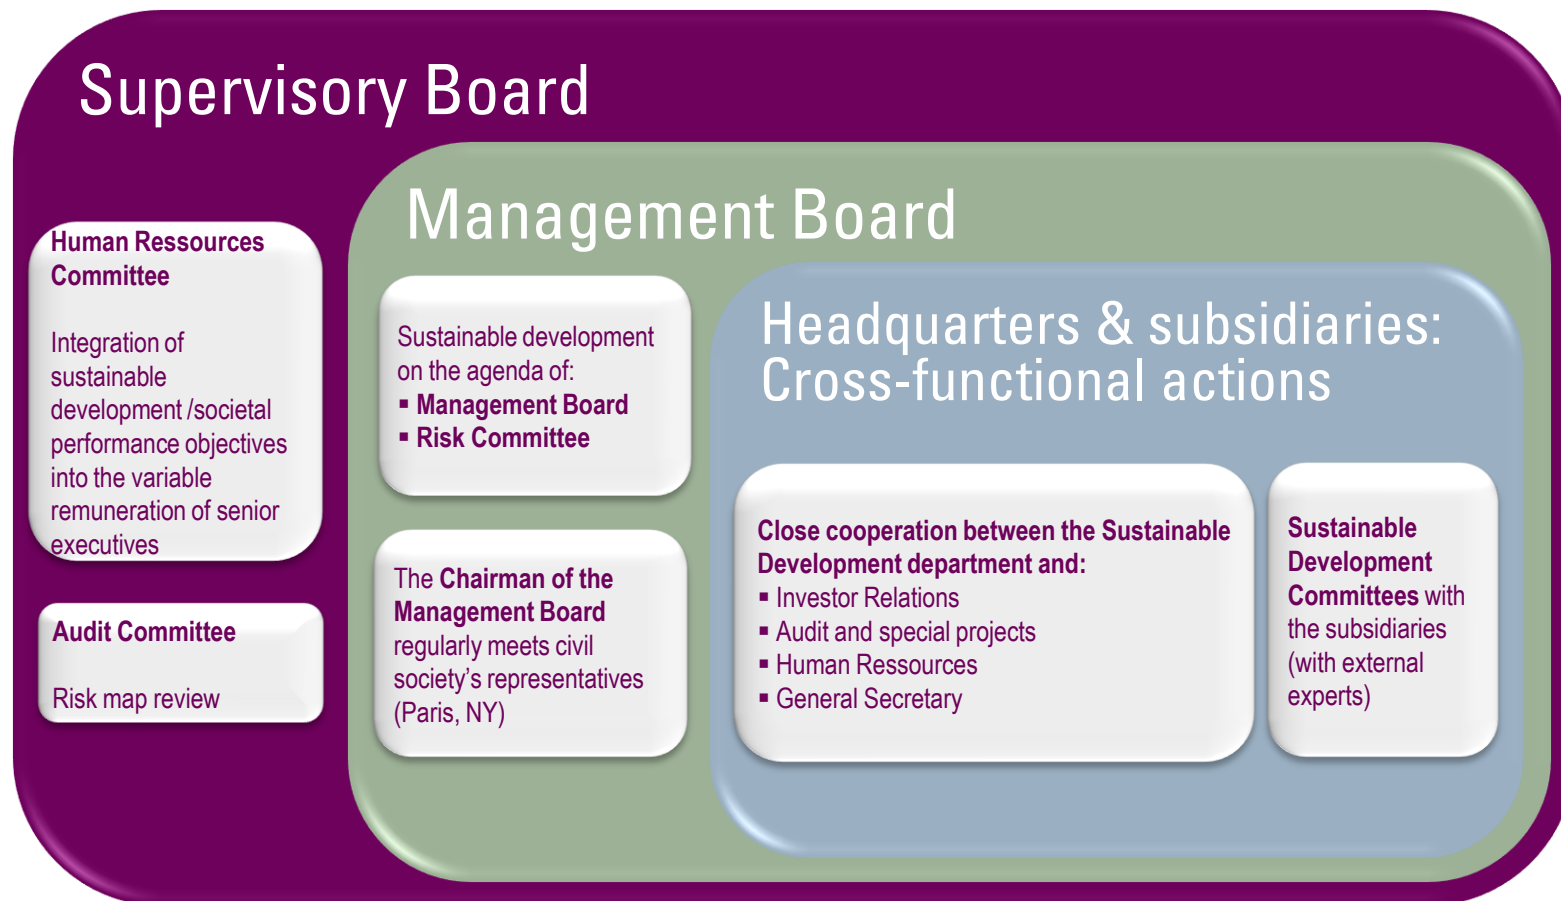 Supervisory Board
Human Ressources
Committee
Integration of
sustainable
development /societal
performance objectives
into the variable
remuneration of senior
executives
Audit Committee
Risk map review
Management Board
Sustainable development
on the agenda of:
▪ Management Board
▪ Risk Committee
The Chairman of the
Management Board
regularly meets civil
society's representatives
(Paris, NY)
Headquarters & subsidiaries:
Cross-functional actions
Close cooperation between the Sustainable
Development department and:
▪ Investor Relations
▪ Audit and special projects
▪ Human Ressources
▪ General Secretary
Sustainable
Development
Committees with
the subsidiaries
(with external
experts)